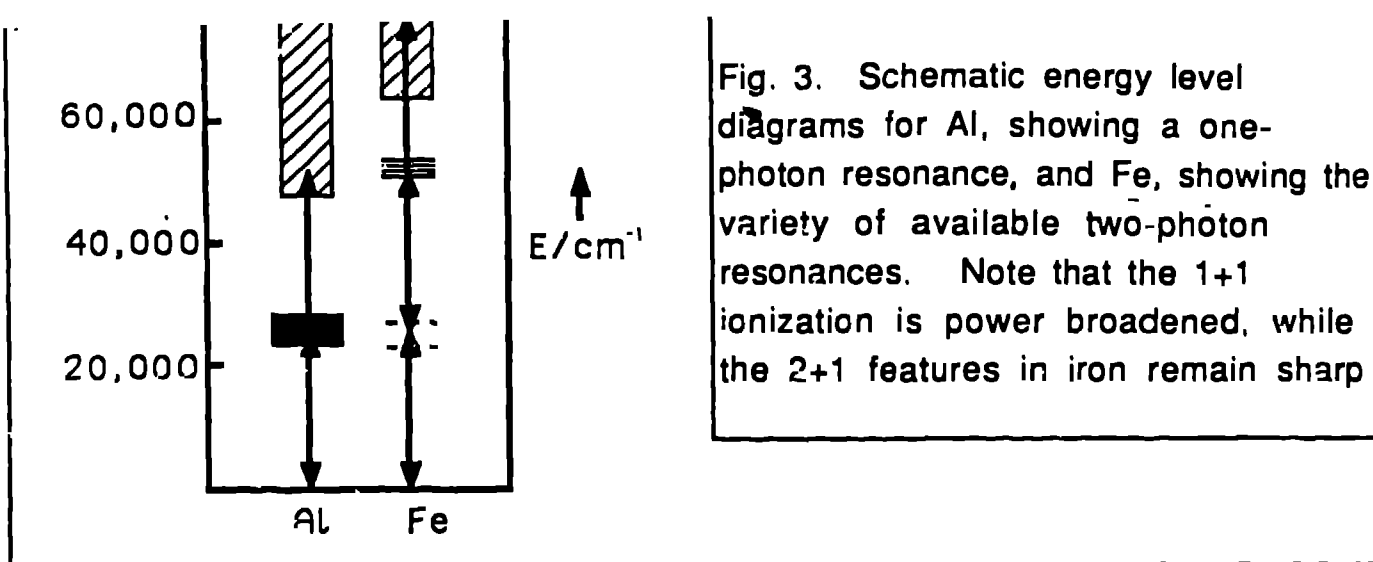 60,000
40,000
20,000
E/cm⁻¹
Al Fe
Fig. 3. Schematic energy level
diagrams for Al, showing a one-
photon resonance, and Fe, showing the
variety of available two-photon
resonances. Note that the 1+1
ionization is power broadened, while
the 2+1 features in iron remain sharp